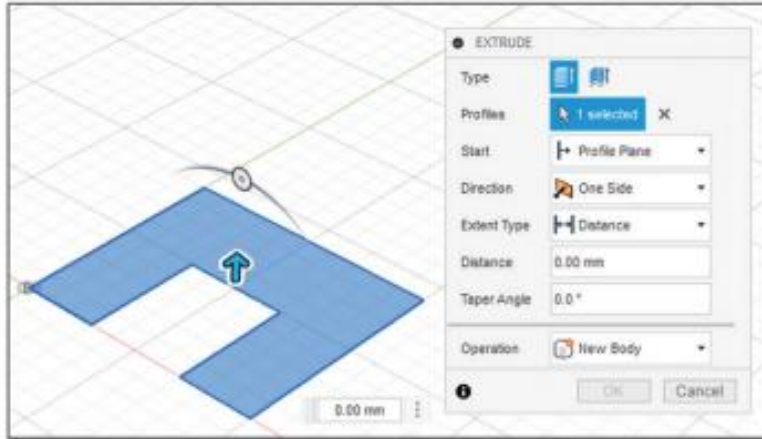 EXTRUDE
Type
Profiles 1 selected
Start Profile Plane
Direction One Side
Extent Type Distance
Distance 0.00 mm
Taper Angle 0.0 °
Operation New Body
OK Cancel
0.00 mm